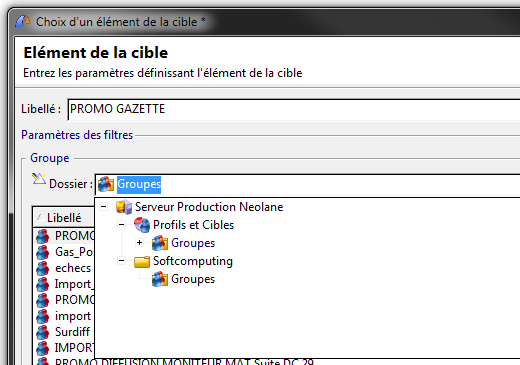 Choix d'un élément de la cible *
Elément de la cible
Entrez les paramètres définissant l'élément de la cible
Libellé : PROMO GAZETTE
Paramètres des filtres
Groupe
Dossier : Groupes
Serveur Production Neolane
Profils et Cibles
Groupes
Softcomputing
Groupes
Libellé
PROMO
Gas_Po
echecs
Import_
PROMO
import
Surdiff
IMPORT
PROMO DIFFUSION MONITEUR MAT Suite DC 29